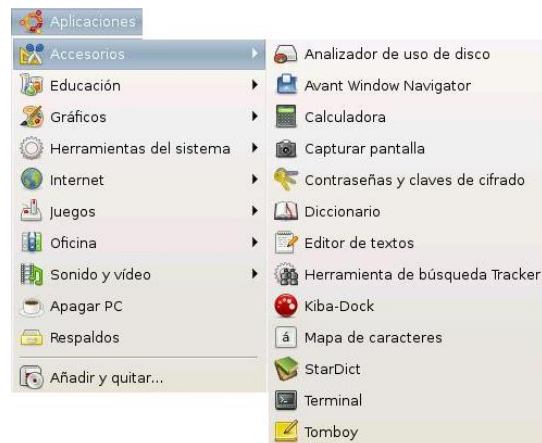 Aplicaciones
Accesorios
Educación
Gráficos
Herramientas del sistema
Internet
Juegos
Oficina
Sonido y vídeo
Apagar PC
Respaldos
Añadir y quitar...
Analizador de uso de disco
Avant Window Navigator
Calculadora
Capturar pantalla
Contraseñas y claves de cifrado
Diccionario
Editor de textos
Herramienta de búsqueda Tracker
Kiba-Dock
á Mapa de caracteres
StarDict
Terminal
Tomboy